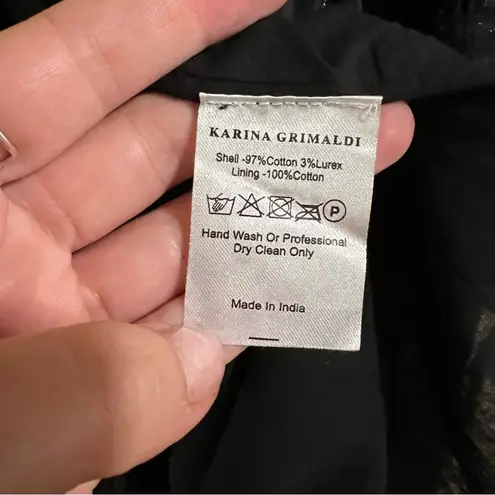 KARINA GRIMALDI
Shell -97%Cotton 3%Lurex
Lining -100%Cotton
P
Hand Wash Or Professional
Dry Clean Only
Made In India